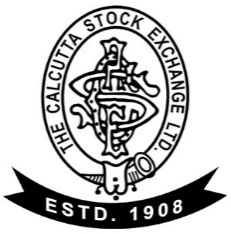 THE CALCUTTA STOCK EXCHANGE LTD.
ESTD. 1908